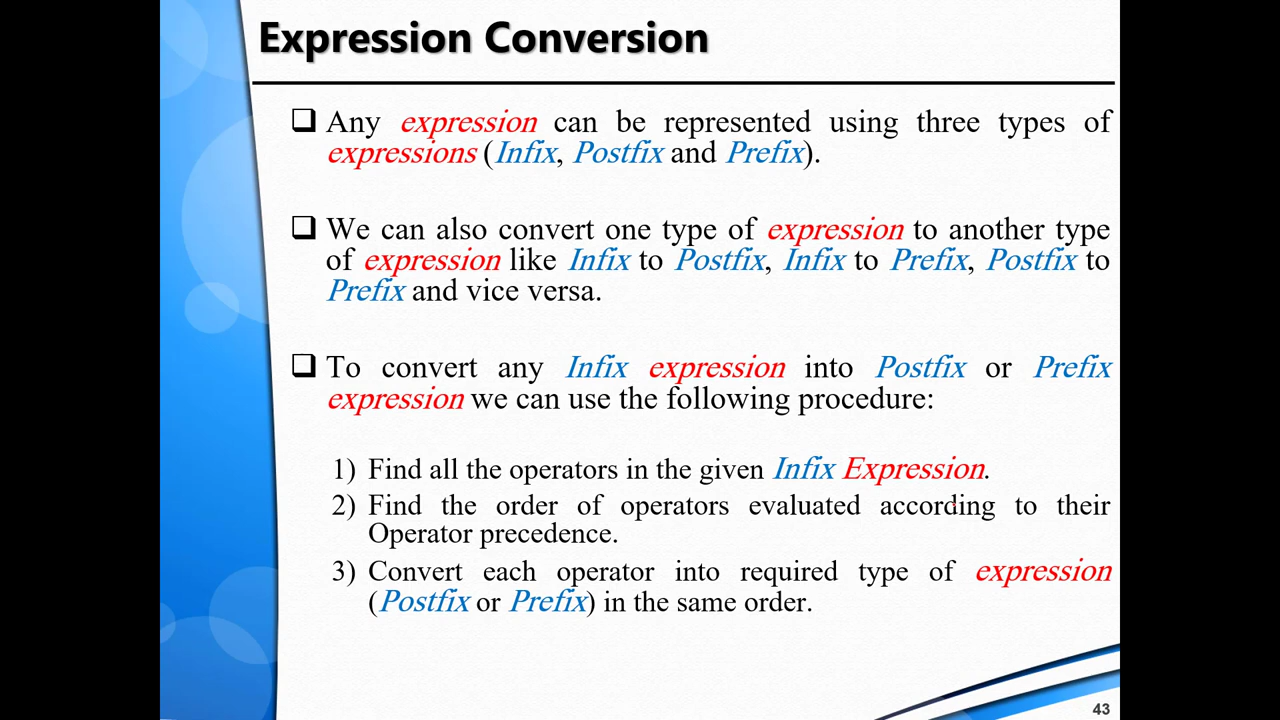 Expression Conversion
❑ Any expression can be represented using three types of
expressions (Infix, Postfix and Prefix).
❑ We can also convert one type of expression to another type
of expression like Infix to Postfix, Infix to Prefix, Postfix to
Prefix and vice versa.
❑ To convert any Infix expression into Postfix or Prefix
expression we can use the following procedure:
1) Find all the operators in the given Infix Expression.
2) Find the order of operators evaluated according to their
Operator precedence.
3) Convert each operator into required type of expression
(Postfix or Prefix) in the same order.
43